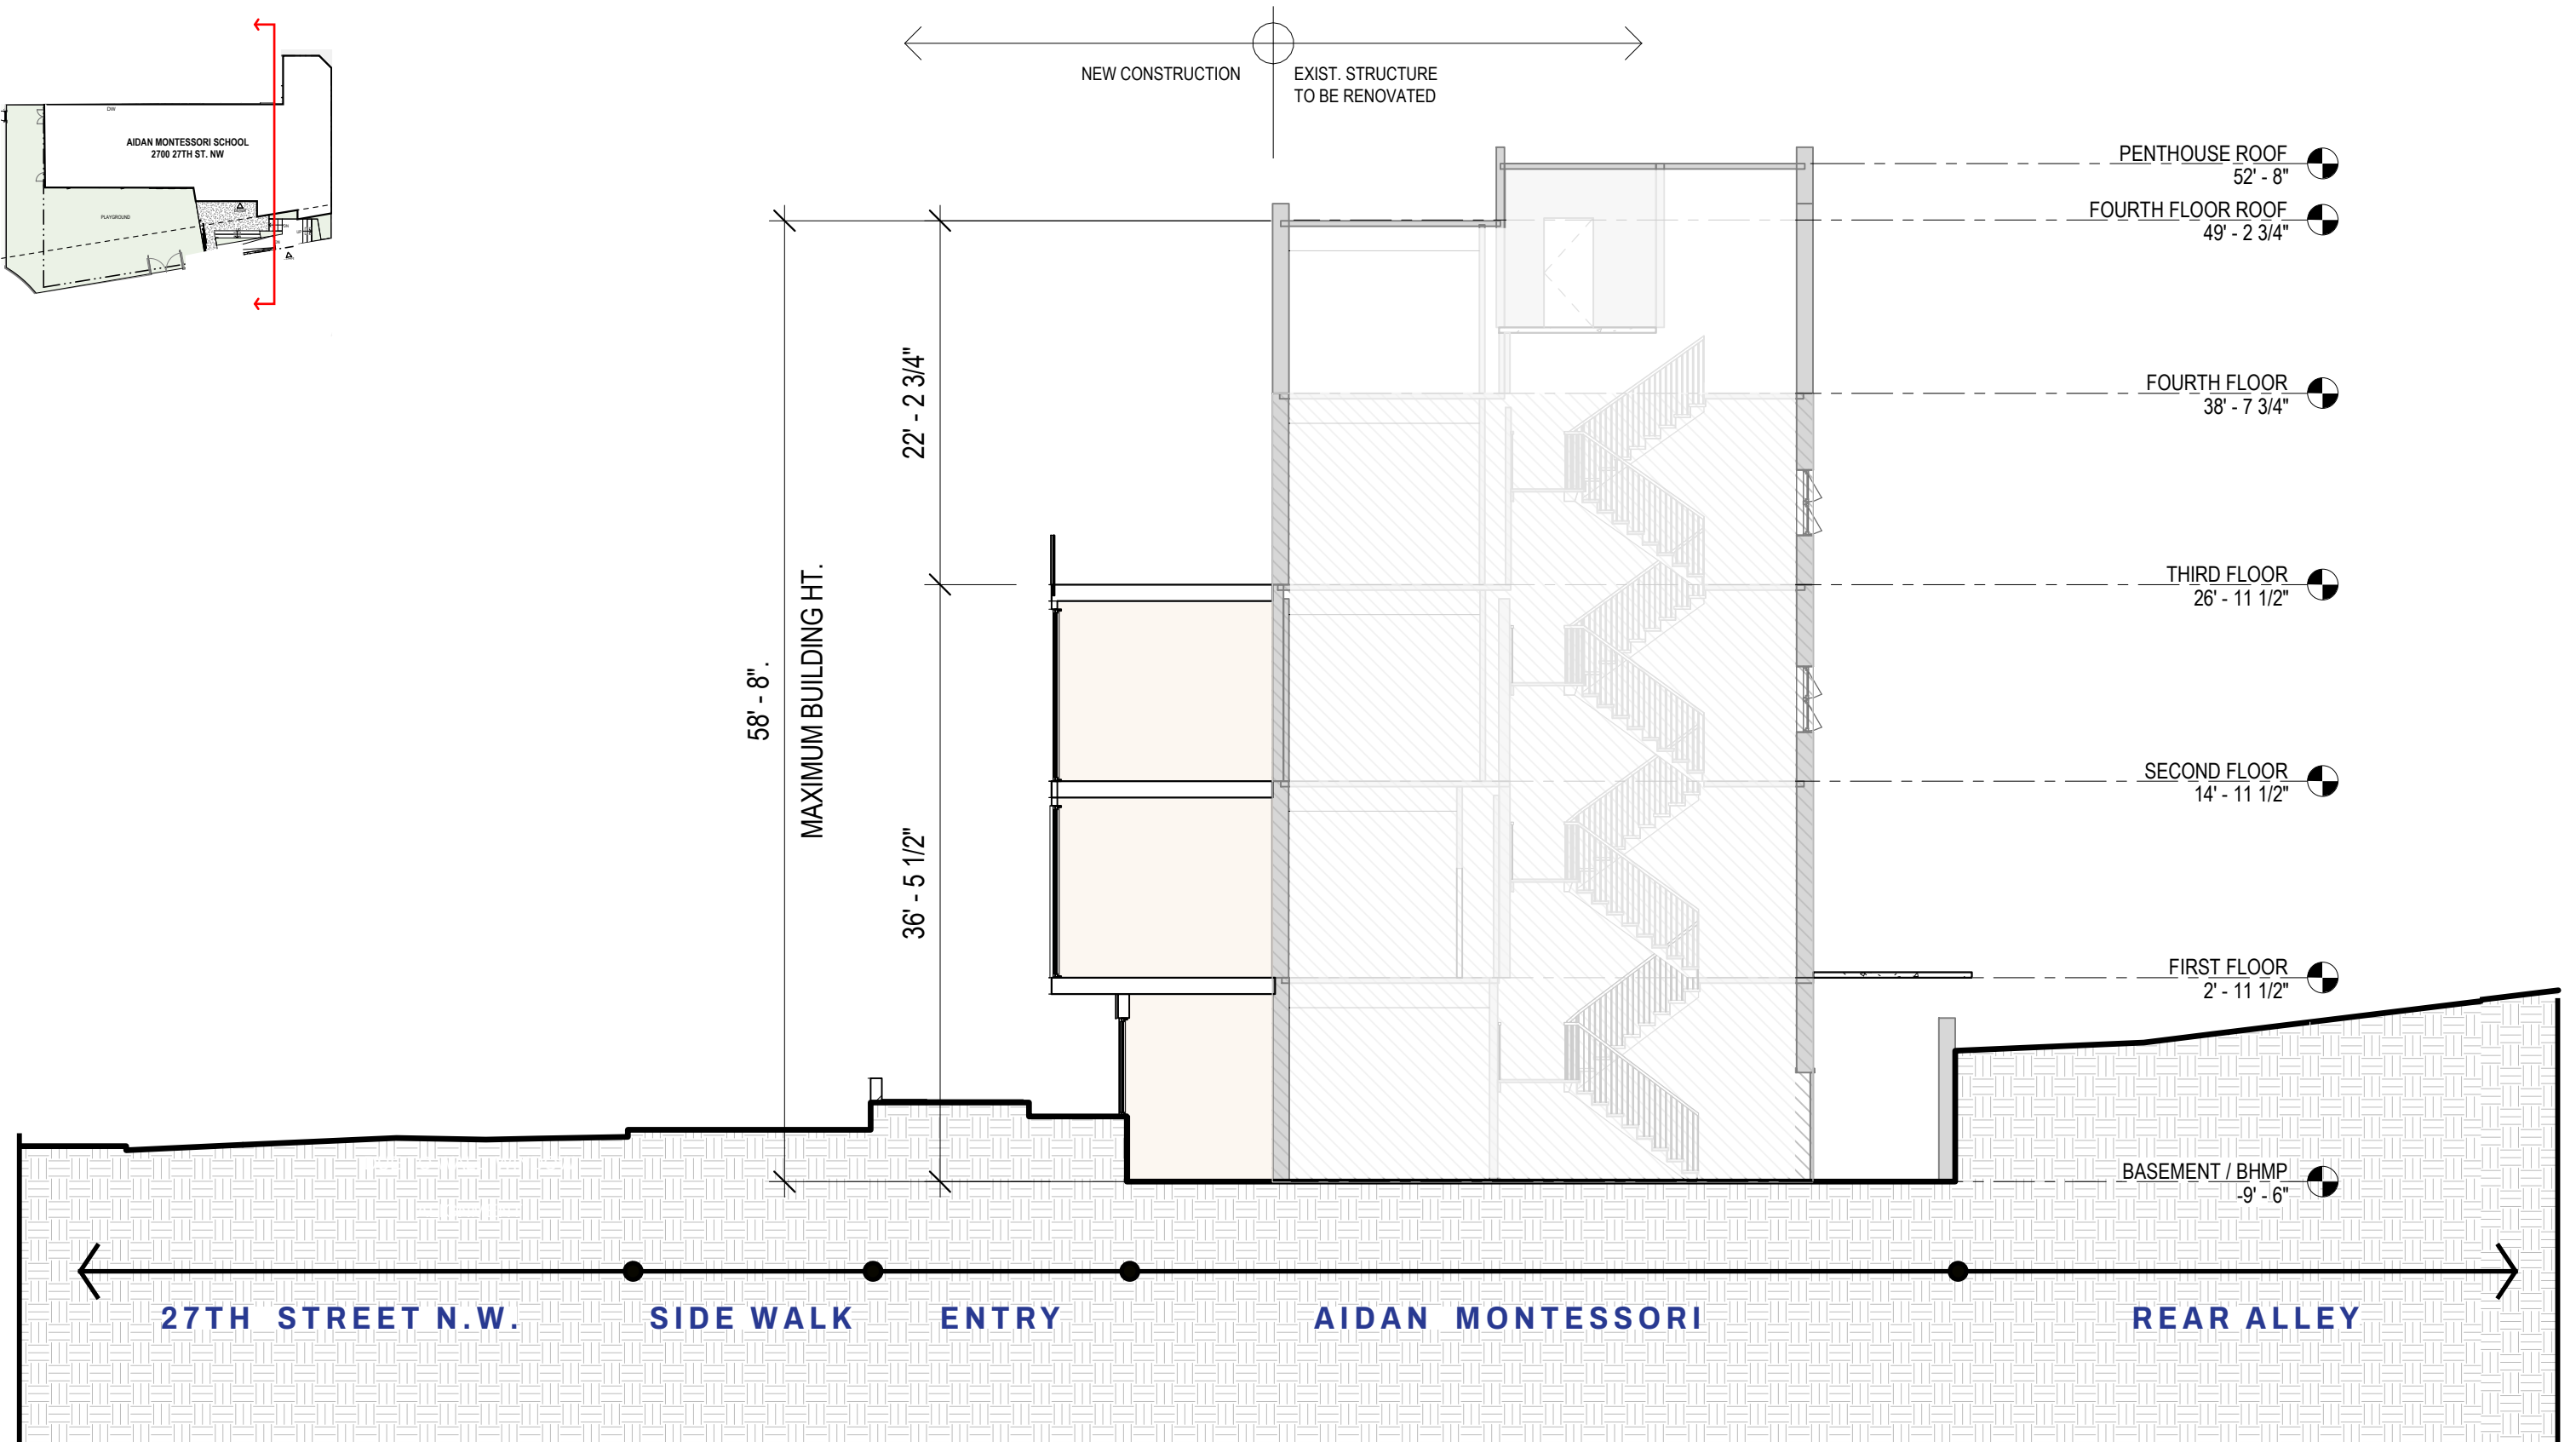 NEW CONSTRUCTION
EXIST. STRUCTURE
TO BE RENOVATED
DW
AIDAN MONTESSORI SCHOOL
2700 27TH ST. NW
PLAYGROUND
PENTHOUSE ROOF
52' - 8"
FOURTH FLOOR ROOF
49' - 2 3/4"
FOURTH FLOOR
38' - 7 3/4"
THIRD FLOOR
26' - 11 1/2"
SECOND FLOOR
14' - 11 1/2"
FIRST FLOOR
2' - 11 1/2"
BASEMENT / BHMP
-9' - 6"
58' - 8".
MAXIMUM BUILDING HT.
22' - 2 3/4"
36' - 5 1/2"
27TH STREET N.W.
SIDE WALK
ENTRY
AIDAN MONTESSORI
REAR ALLEY